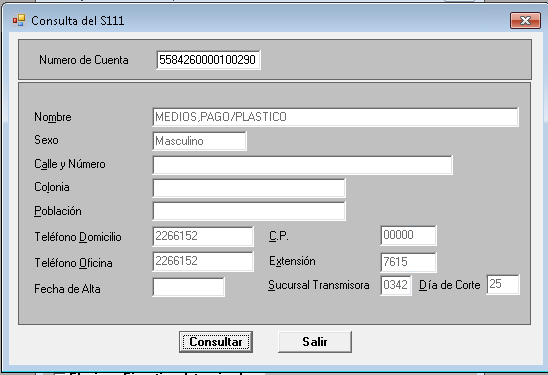 Consulta del S111
Numero de Cuenta 5584260000100290
Nombre MEDIOS,PAGO/PLASTICO
Sexo Masculino
Calle y Número
Colonia
Población
Teléfono Domicilio 2266152 C.P. 00000
Teléfono Oficina 2266152 Extensión 7615
Fecha de Alta Sucursal Transmisora 0342 Día de Corte 25
Consultar Salir